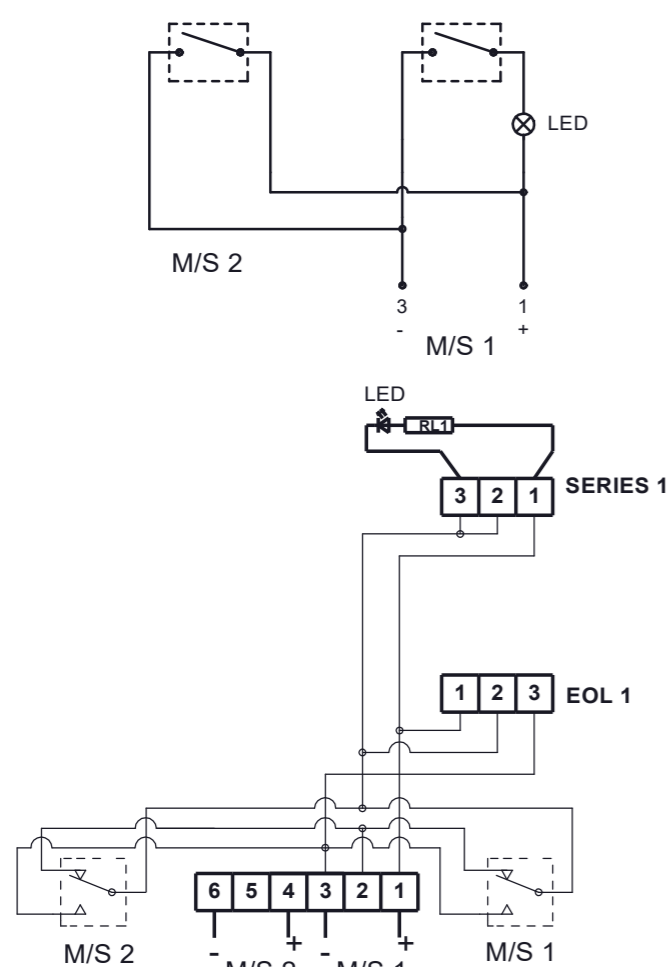 LED
M/S 2
3 1
- +
M/S 1
LED
RL1
3 2 1 SERIES 1
1 2 3 EOL 1
6 5 4 3 2 1
M/S 2 - + - + M/S 1
M/S 2 M/S 1